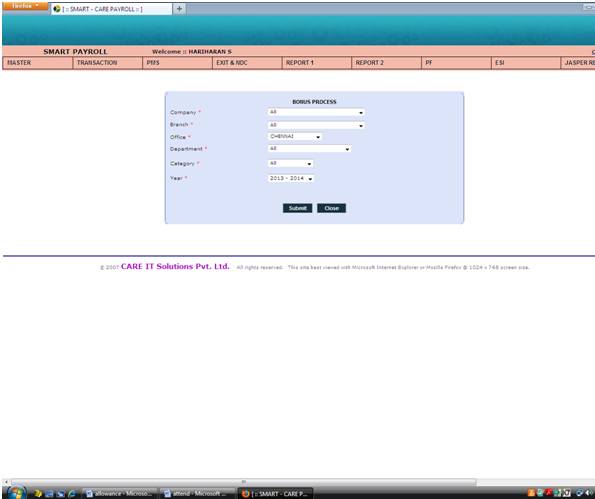 Firefox
[ :: SMART - CARE PAYROLL :: ] +
SMART PAYROLL Welcome :: HARIHARAN S
MASTER TRANSACTION PMS EXIT & NDC REPORT 1 REPORT 2 PF ESI JASPER RE
BONUS PROCESS
Company * All
Branch * All
Office * CHENNAI
Department * All
Category * All
Year * 2013 - 2014
Submit Close
© 2007 CARE IT Solutions Pvt. Ltd. All rights reserved. This site best viewed with Microsoft Internet Explorer or Mozilla Firefox @ 1024 x 768 screen size.
allowance - Microso... attend - Microsoft ... [ :: SMART - CARE P...